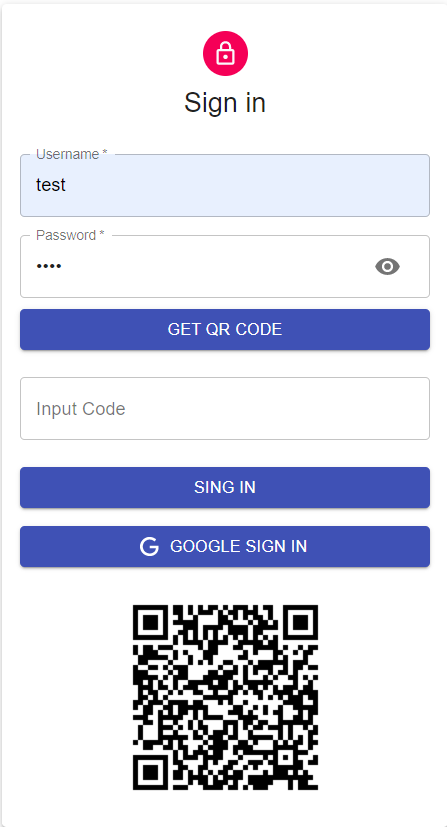 Sign in
Username *
test
Password *
••••
GET QR CODE
Input Code
SING IN
GOOGLE SIGN IN